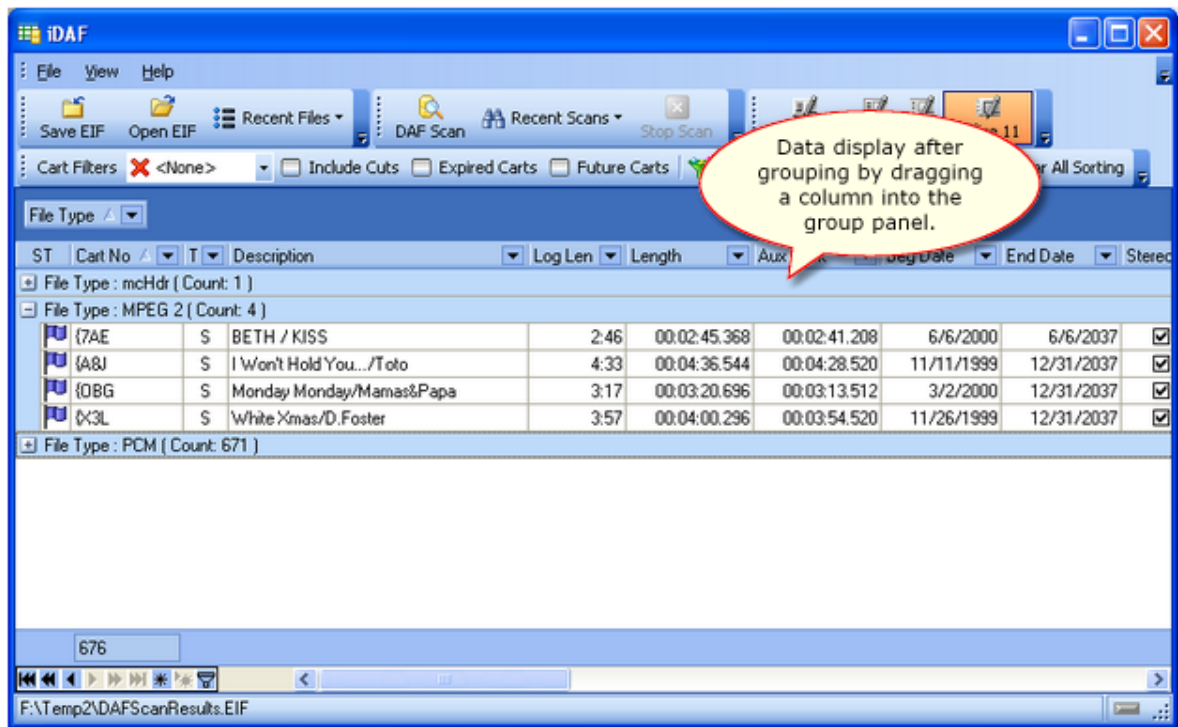 iDAF
File View Help
Save EIF Open EIF Recent Files DAF Scan Recent Scans Stop Scan 11
Cart Filters <None> Include Cuts Expired Carts Future Carts All Sorting
Data display after
grouping by dragging
a column into the
group panel.
File Type
ST Cart No T Description Log Len Length Aux Beg Date End Date Stereo
File Type : mcHdr ( Count: 1 )
File Type : MPEG 2 ( Count: 4 )
{7AE S BETH / KISS 2:46 00:02:45.368 00:02:41.208 6/6/2000 6/6/2037
{A8J S I Won't Hold You.../Toto 4:33 00:04:36.544 00:04:28.520 11/11/1999 12/31/2037
{OBG S Monday Monday/Mamas&Papa 3:17 00:03:20.696 00:03:13.512 3/2/2000 12/31/2037
{X3L S White Xmas/D.Foster 3:57 00:04:00.296 00:03:54.520 11/26/1999 12/31/2037
File Type : PCM ( Count: 671 )
676
F:\Temp2\DAFScanResults.EIF